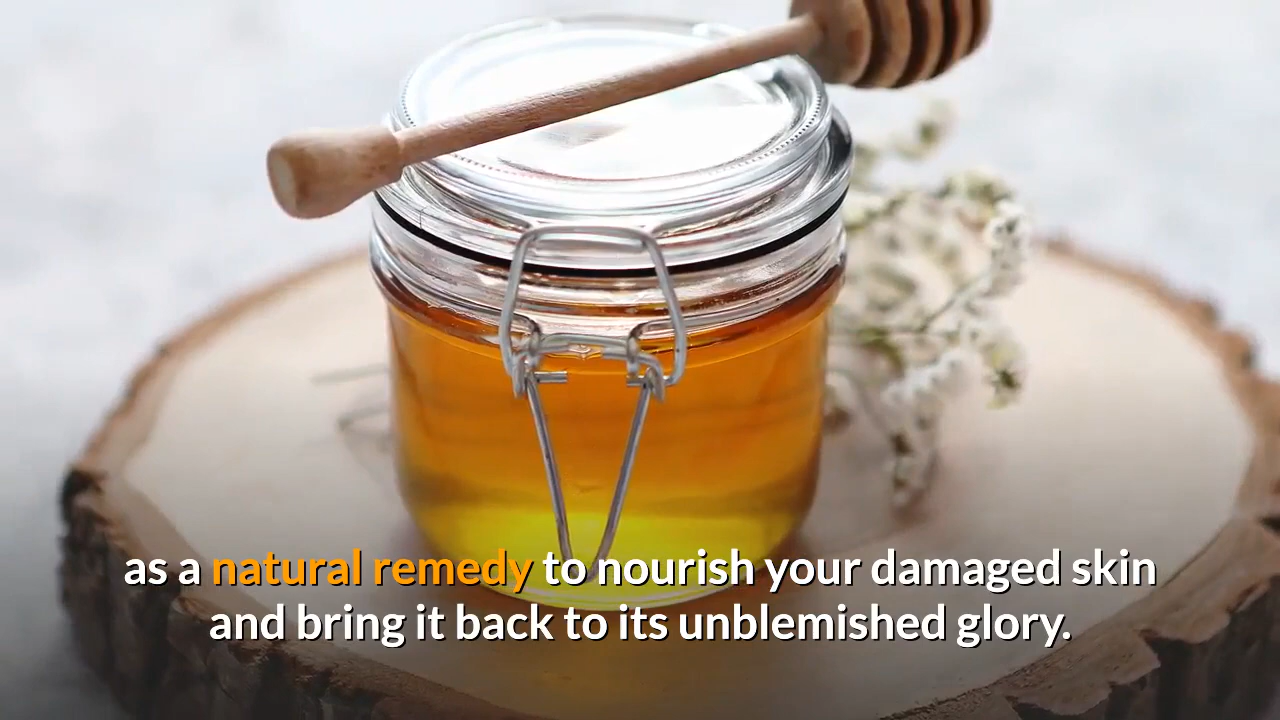 as a natural remedy to nourish your damaged skin
and bring it back to its unblemished glory.